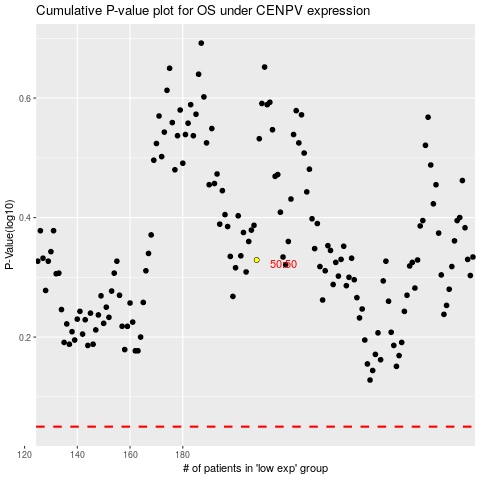 Cumulative P-value plot for OS under CENPV expression
P-Value(log10)
0.6
0.4
0.2
50:50
120 140 160 180
# of patients in 'low exp' group